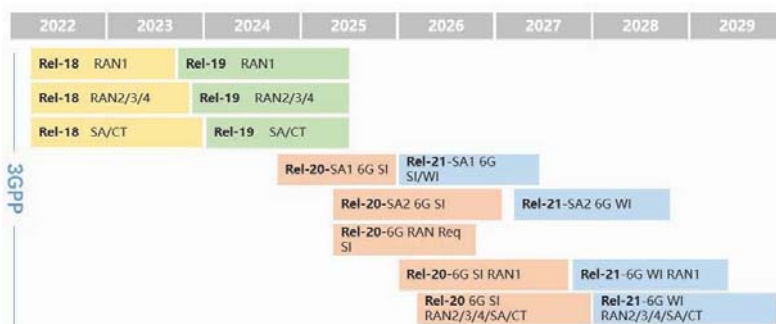 2022 2023 2024 2025 2026 2027 2028 2029
Rel-18 RAN1 Rel-19 RAN1
Rel-18 RAN2/3/4 Rel-19 RAN2/3/4
Rel-18 SA/CT Rel-19 SA/CT
3GPP
Rel-20-SA1 6G SI
Rel-21-SA1 6G
SI/WI
Rel-20-SA2 6G SI Rel-21-SA2 6G WI
Rel-20-6G RAN Req
SI
Rel-20-6G SI RAN1 Rel-21-6G WI RAN1
Rel-20 6G SI
RAN2/3/4/SA/CT
Rel-21-6G WI
RAN2/3/4/SA/CT